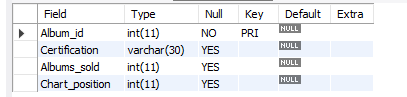 Field Type Null Key Default Extra
Album_id int(11) NO PRI NULL
Certification varchar(30) YES NULL
Albums_sold int(11) YES NULL
Chart_position int(11) YES NULL